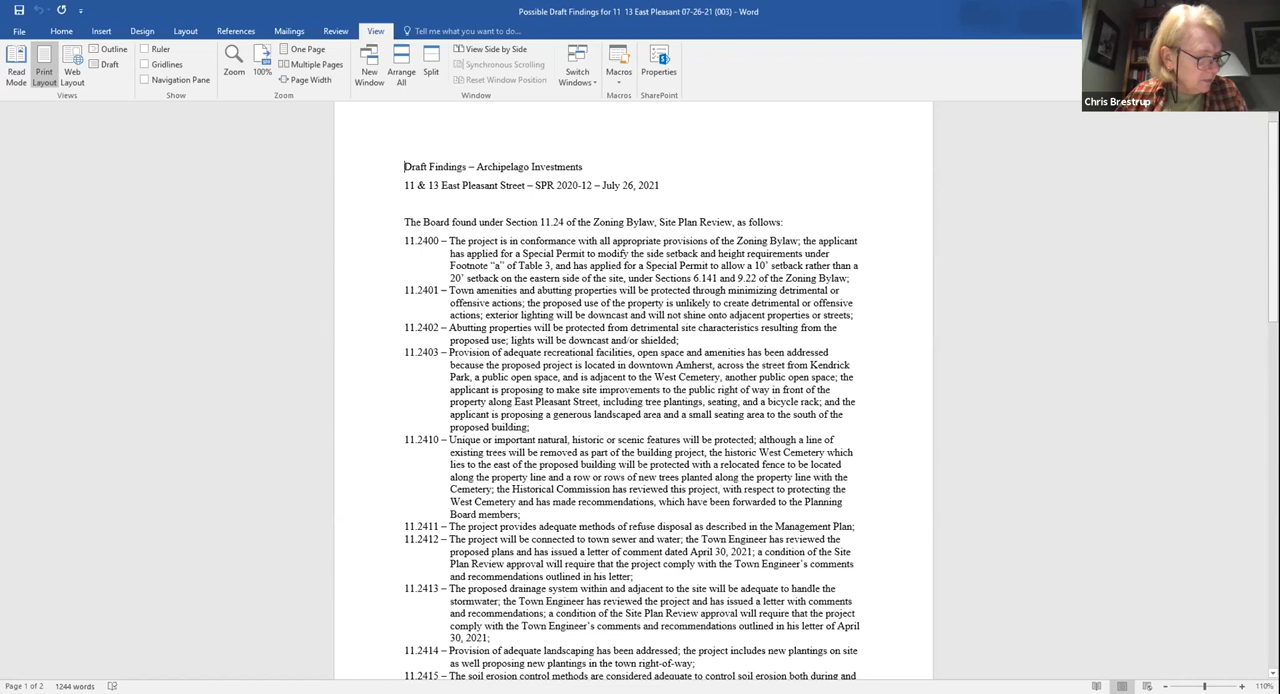 Possible Draft Findings for 11 13 East Pleasant 07-26-21 (003) - Word
File Home Insert Design Layout References Mailings Review View Tell me what you want to do...
Read Mode
Print Layout
Web Layout
Outline
Draft
Views
Ruler
Gridlines
Navigation Pane
Show
Zoom
100%
One Page
Multiple Pages
Page Width
Zoom
New Window
Arrange All
Split
View Side by Side
Synchronous Scrolling
Reset Window Position
Window
Switch Windows
Macros
Macros
Properties
SharePoint
Chris Brestrup
Draft Findings – Archipelago Investments
11 & 13 East Pleasant Street – SPR 2020-12 – July 26, 2021
The Board found under Section 11.24 of the Zoning Bylaw, Site Plan Review, as follows:
11.2400 – The project is in conformance with all appropriate provisions of the Zoning Bylaw; the applicant
has applied for a Special Permit to modify the side setback and height requirements under
Footnote “a” of Table 3, and has applied for a Special Permit to allow a 10’ setback rather than a
20’ setback on the eastern side of the site, under Sections 6.141 and 9.22 of the Zoning Bylaw;
11.2401 – Town amenities and abutting properties will be protected through minimizing detrimental or
offensive actions; the proposed use of the property is unlikely to create detrimental or offensive
actions; exterior lighting will be downcast and will not shine onto adjacent properties or streets;
11.2402 – Abutting properties will be protected from detrimental site characteristics resulting from the
proposed use; lights will be downcast and/or shielded;
11.2403 – Provision of adequate recreational facilities, open space and amenities has been addressed
because the proposed project is located in downtown Amherst, across the street from Kendrick
Park, a public open space, and is adjacent to the West Cemetery, another public open space; the
applicant is proposing to make site improvements to the public right of way in front of the
property along East Pleasant Street, including tree plantings, seating, and a bicycle rack; and the
applicant is proposing a generous landscaped area and a small seating area to the south of the
proposed building;
11.2410 – Unique or important natural, historic or scenic features will be protected; although a line of
existing trees will be removed as part of the building project, the historic West Cemetery which
lies to the east of the proposed building will be protected with a relocated fence to be located
along the property line and a row or rows of new trees planted along the property line with the
Cemetery; the Historical Commission has reviewed this project, with respect to protecting the
West Cemetery and has made recommendations, which have been forwarded to the Planning
Board members;
11.2411 – The project provides adequate methods of refuse disposal as described in the Management Plan;
11.2412 – The project will be connected to town sewer and water; the Town Engineer has reviewed the
proposed plans and has issued a letter of comment dated April 30, 2021; a condition of the Site
Plan Review approval will require that the project comply with the Town Engineer’s comments
and recommendations outlined in his letter;
11.2413 – The proposed drainage system within and adjacent to the site will be adequate to handle the
stormwater; the Town Engineer has reviewed the project and has issued a letter with comments
and recommendations; a condition of the Site Plan Review approval will require that the project
comply with the Town Engineer’s comments and recommendations outlined in his letter of April
30, 2021;
11.2414 – Provision of adequate landscaping has been addressed; the project includes new plantings on site
as well proposing new plantings in the town right-of-way;
11.2415 – The soil erosion control methods are considered adequate to control soil erosion both during and
Page 1 of 2 1244 words 110%